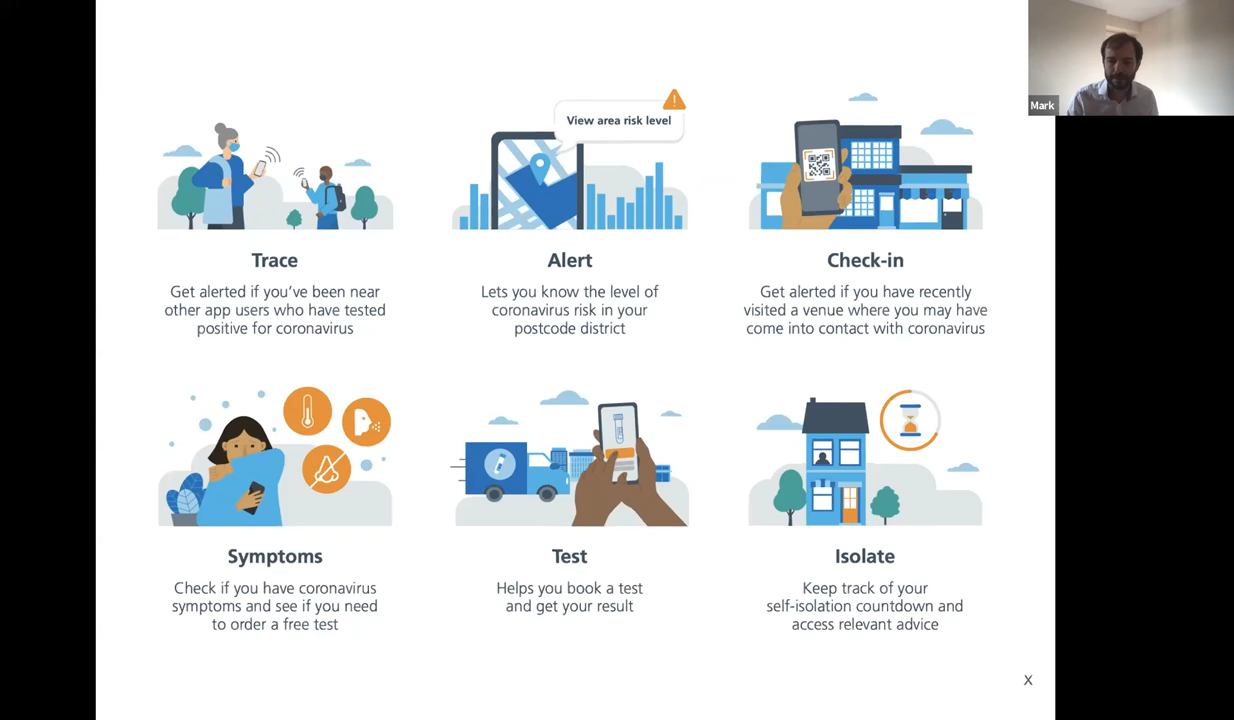 Mark
View area risk level
Trace
Get alerted if you’ve been near
other app users who have tested
positive for coronavirus
Alert
Lets you know the level of
coronavirus risk in your
postcode district
Check-in
Get alerted if you have recently
visited a venue where you may have
come into contact with coronavirus
Symptoms
Check if you have coronavirus
symptoms and see if you need
to order a free test
Test
Helps you book a test
and get your result
Isolate
Keep track of your
self-isolation countdown and
access relevant advice
X